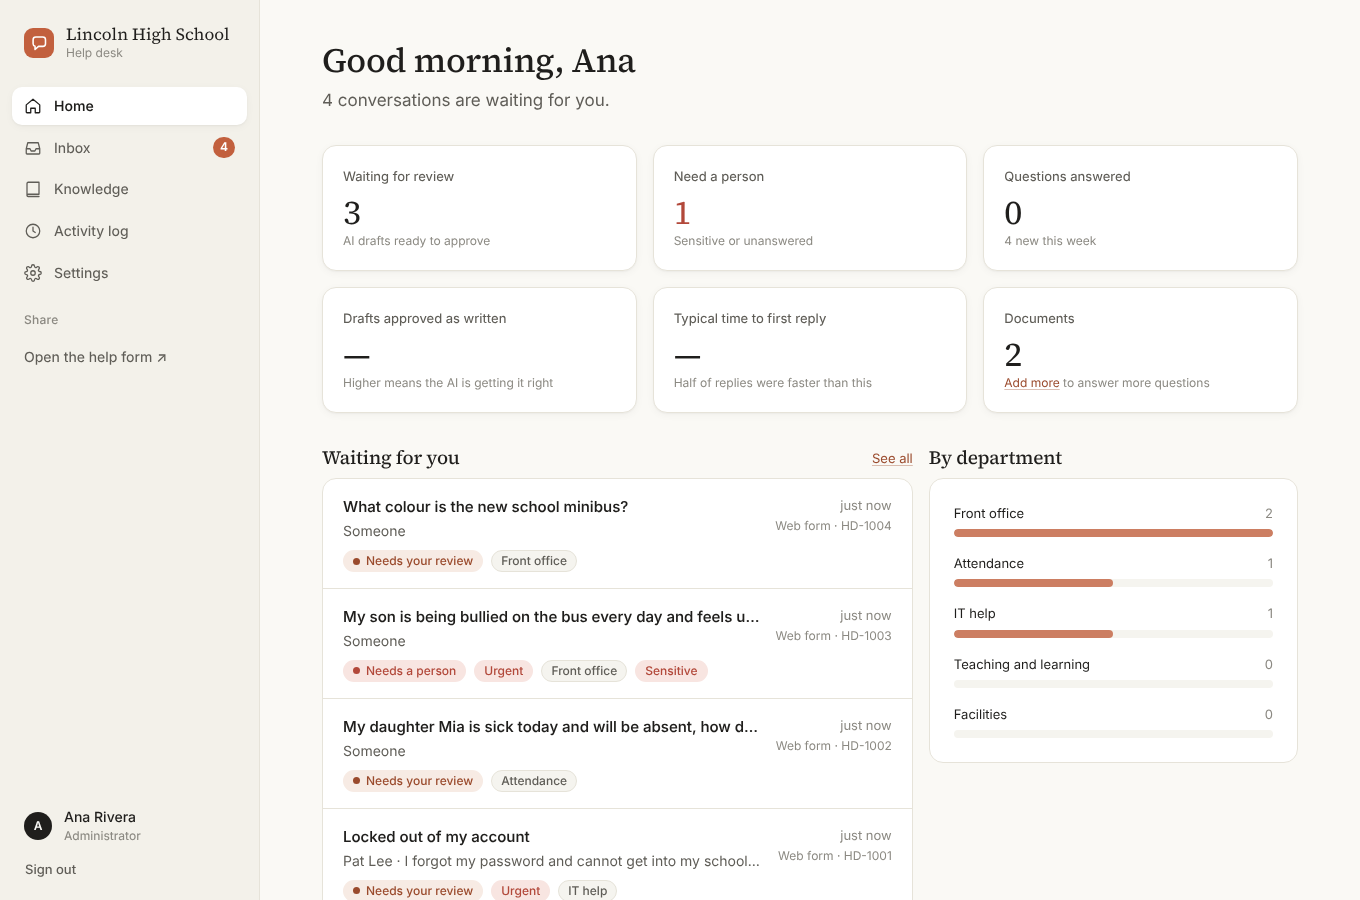 Lincoln High School
Help desk
Home
Inbox
4
Knowledge
Activity log
Settings
Share
Open the help form ↗
A
Ana Rivera
Administrator
Sign out
Good morning, Ana
4 conversations are waiting for you.
Waiting for review
3
AI drafts ready to approve
Need a person
1
Sensitive or unanswered
Questions answered
0
4 new this week
Drafts approved as written
—
Higher means the AI is getting it right
Typical time to first reply
—
Half of replies were faster than this
Documents
2
Add more to answer more questions
Waiting for you
See all
What colour is the new school minibus?
just now
Someone
Web form · HD-1004
Needs your review
Front office
My son is being bullied on the bus every day and feels u...
just now
Someone
Web form · HD-1003
Needs a person
Urgent
Front office
Sensitive
My daughter Mia is sick today and will be absent, how d...
just now
Someone
Web form · HD-1002
Needs your review
Attendance
Locked out of my account
just now
Pat Lee · I forgot my password and cannot get into my school...
Web form · HD-1001
Needs your review
Urgent
IT help
By department
Front office
2
Attendance
1
IT help
1
Teaching and learning
0
Facilities
0